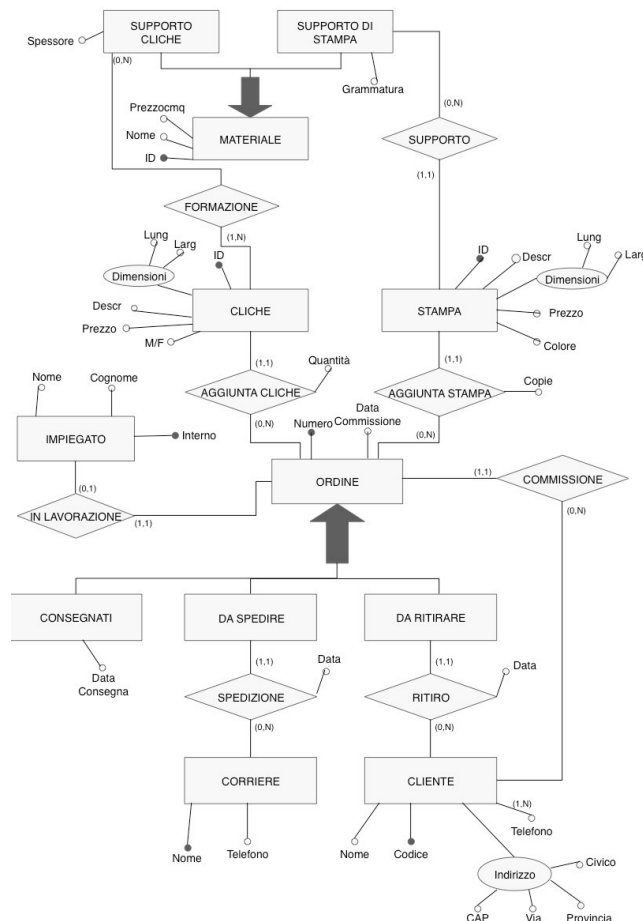 SUPPORTO
CLICHE
SUPPORTO DI
STAMPA
Spessore
(0,N)
Grammatura
(0,N)
Prezzocmq
Nome
ID
MATERIALE
SUPPORTO
(1,1)
FORMAZIONE
(1,N)
Lung
Larg
ID
Dimensioni
Descr
Prezzo
M/F
CLICHE
ID
Descr
Lung
Larg
Dimensioni
STAMPA
Prezzo
Colore
(1,1)
Quantità
AGGIUNTA CLICHE
(0,N)
(1,1)
AGGIUNTA STAMPA
Copie
(0,N)
Nome
Cognome
IMPIEGATO
Interno
(0,1)
IN LAVORAZIONE
(1,1)
Numero
Data
Commissione
ORDINE
(1,1)
COMMISSIONE
(0,N)
CONSEGNATI
DA SPEDIRE
DA RITIRARE
Data
Consegna
(1,1)
Data
SPEDIZIONE
(0,N)
(1,1)
Data
RITIRO
(0,N)
CORRIERE
Nome
Telefono
CLIENTE
(1,N)
Telefono
Nome
Codice
Indirizzo
Civico
CAP
Via
Provincia